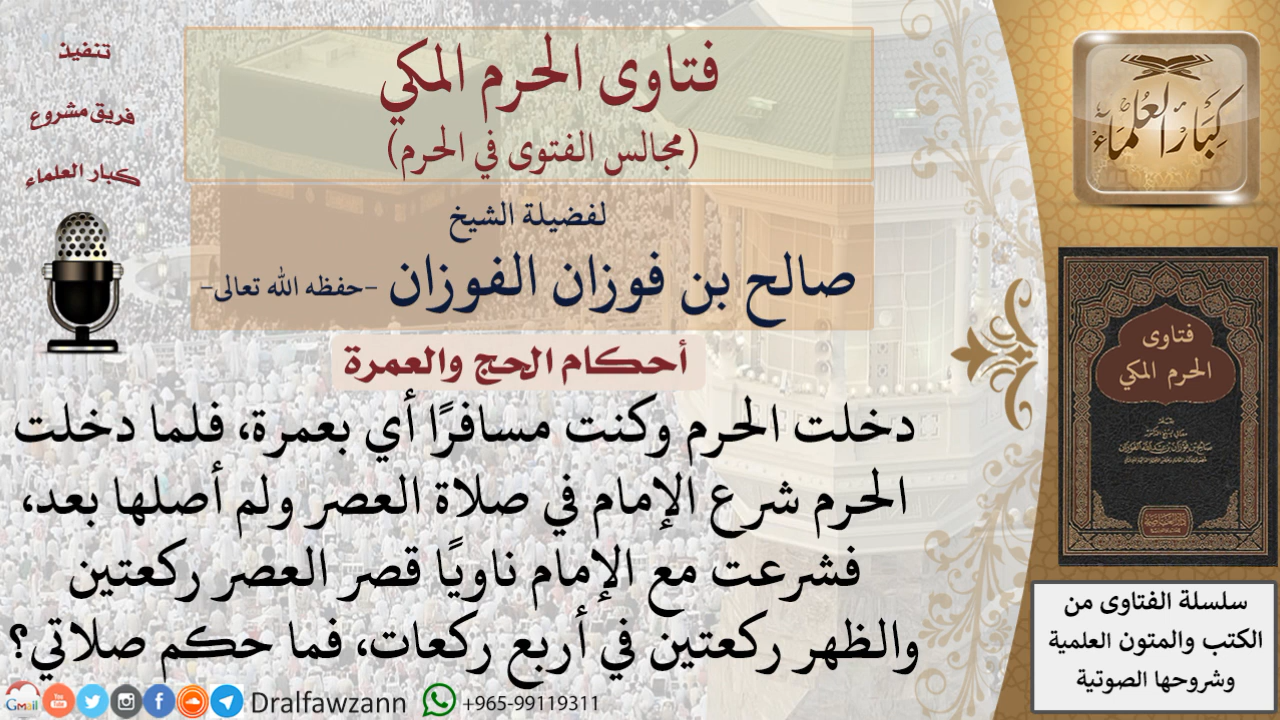 فتاوى الحرم المكي
(مجالس الفتوى في الحرم)
لفضيلة الشيخ
صالح بن فوزان الفوزان -حفظه الله تعالى-
أحكام الحج والعمرة
دخلت الحرم وكنت مسافرًا أي بعمرة، فلما دخلت
الحرم شرع الإمام في صلاة العصر ولم أصلها بعد،
فشرعت مع الإمام ناويًا قصر العصر ركعتين
والظهر ركعتين في أربع ركعات، فما حكم صلاتي؟
تنفيذ
فريق مشروع
كبار العلماء
كبار العلماء
فتاوى
الحرم المكي
سلسلة الفتاوى من
الكتب والمتون العلمية
وشروحها الصوتية
Gmail
You Tube
Dralfawzann
+965-99119311